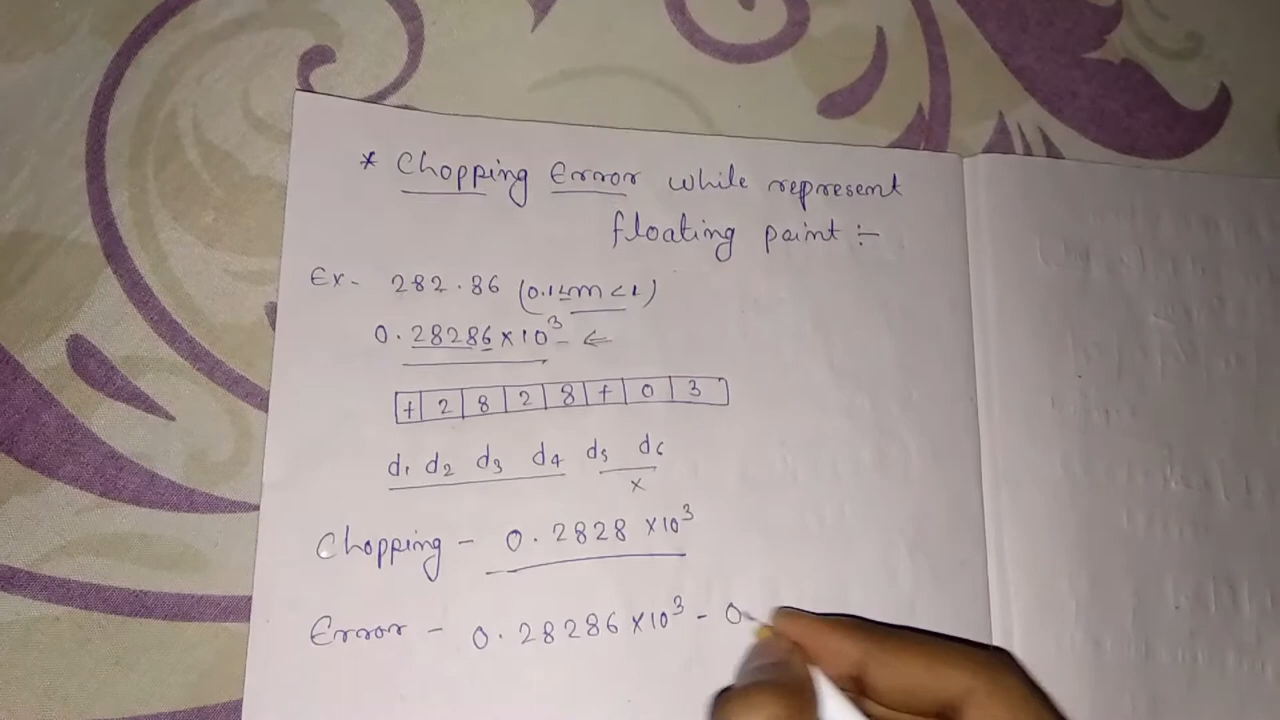 * Chopping Error while represent
floating paint :-
Ex - 282.86 (0.1≤m<1)
0.28286×10³ ←
+ 2 8 2 8 + 0 3
d₁ d₂ d₃ d₄ d₅ d₆
×
Chopping - 0.2828 ×10³
Error - 0.28286×10³ - 0.